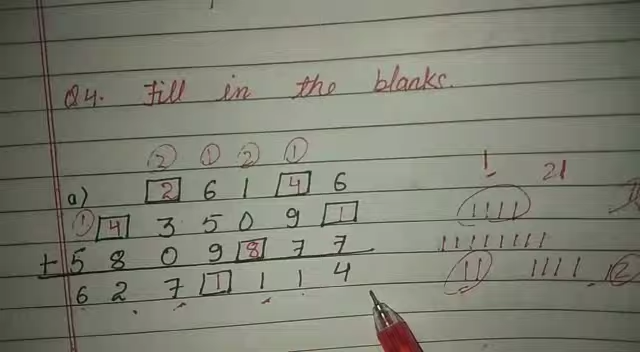 Q4. Fill in the blanks.
2 1 2 1
a) 2 6 1 4 6
1 4 3 5 0 9 1
+ 5 8 0 9 8 7 7
6 2 7 1 1 1 4
1 21
1111
11111111
11 1111 12